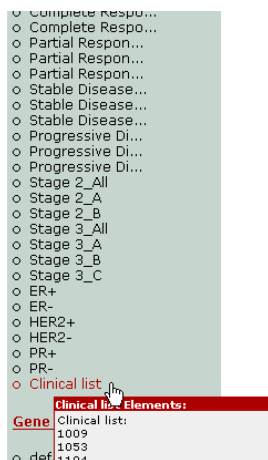 o Complete Respo...
o Complete Respo...
o Partial Respon...
o Partial Respon...
o Partial Respon...
o Stable Disease...
o Stable Disease...
o Stable Disease...
o Progressive Di...
o Progressive Di...
o Progressive Di...
o Stage 2_All
o Stage 2_A
o Stage 2_B
o Stage 3_All
o Stage 3_A
o Stage 3_B
o Stage 3_C
o ER+
o ER-
o HER2+
o HER2-
o PR+
o PR-
o Clinical list
Clinical list Elements:
Gene
Clinical list:
1009
1053
o def
1104